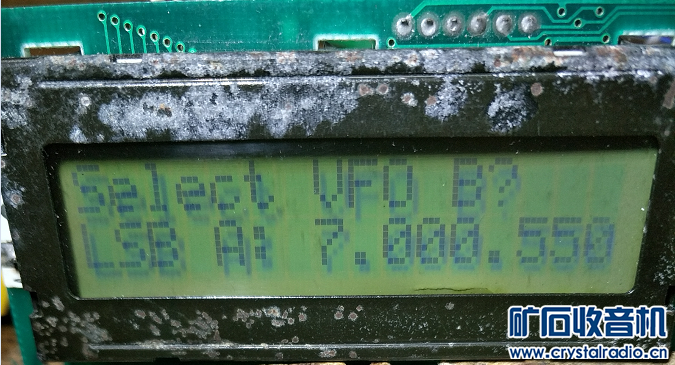 Select VFO B?
LSB A: 7.000.550
矿石收音机
www.crystalradio.cn